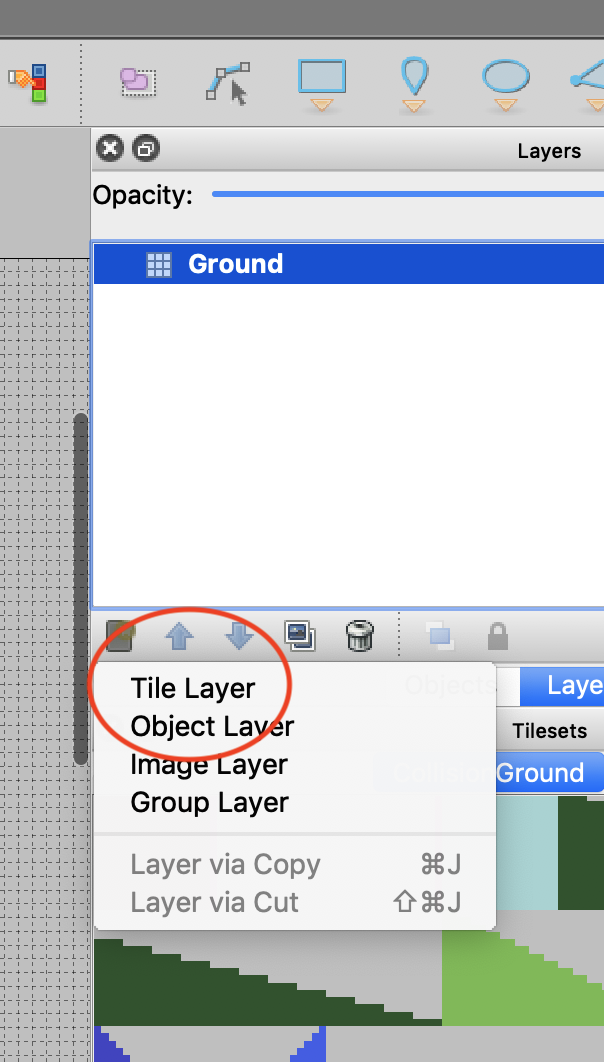 Layers
Opacity:
Ground
Tile Layer
Object Layer
Image Layer
Group Layer
Layer via Copy ⌘J
Layer via Cut ⇧⌘J
Objects
Laye
Tilesets
Collision
Ground